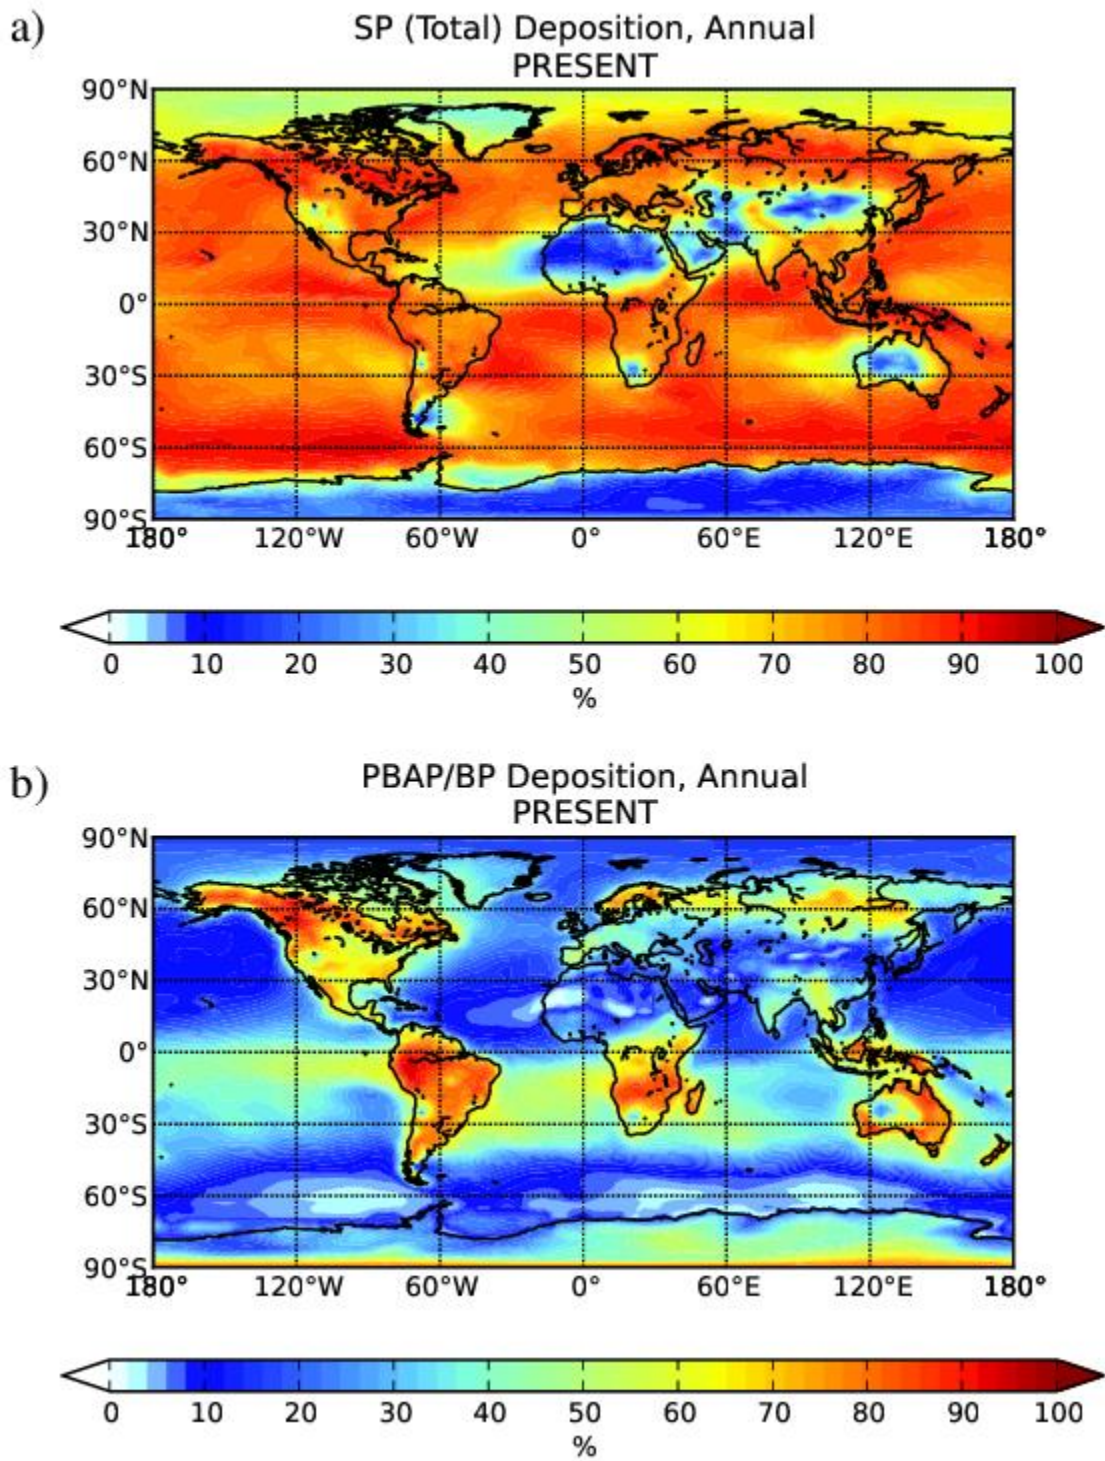 a)
SP (Total) Deposition, Annual
PRESENT
90°N
60°N
30°N
0°
30°S
60°S
90°S
180° 120°W 60°W 0° 60°E 120°E 180°
0 10 20 30 40 50 60 70 80 90 100
%
b)
PBAP/BP Deposition, Annual
PRESENT
90°N
60°N
30°N
0°
30°S
60°S
90°S
180° 120°W 60°W 0° 60°E 120°E 180°
0 10 20 30 40 50 60 70 80 90 100
%